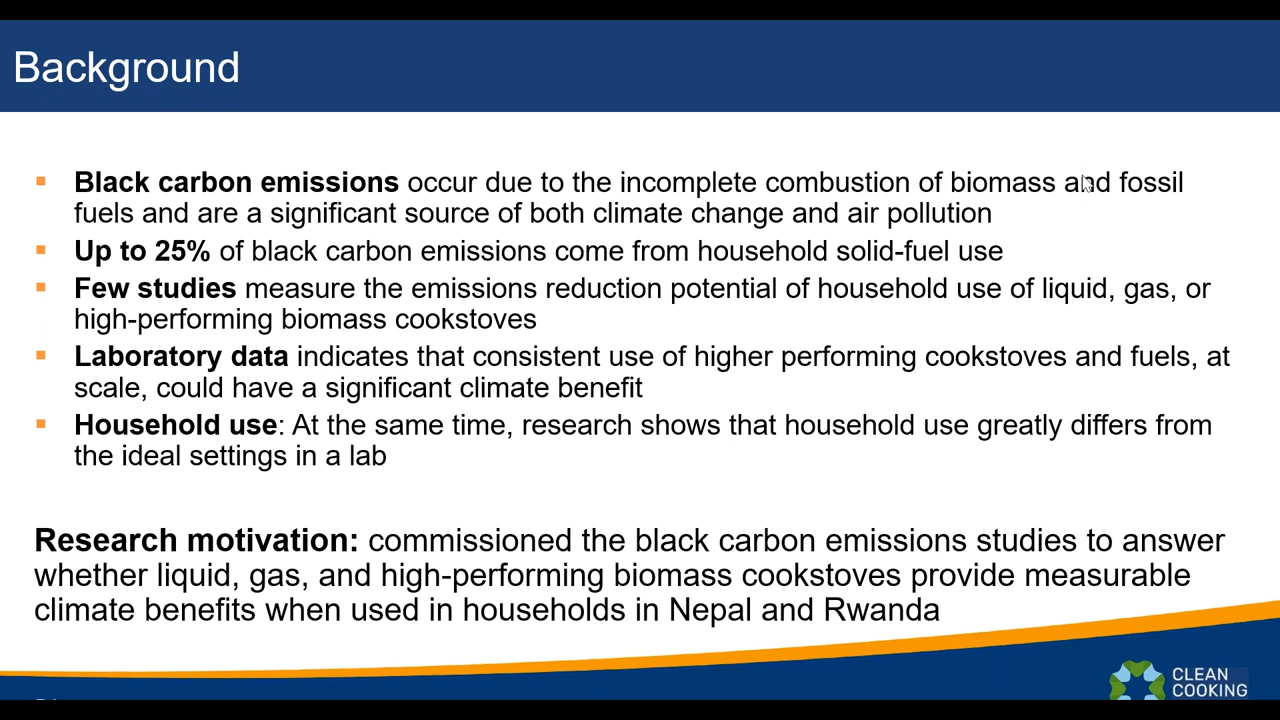 Background
Black carbon emissions occur due to the incomplete combustion of biomass and fossil
fuels and are a significant source of both climate change and air pollution
Up to 25% of black carbon emissions come from household solid-fuel use
Few studies measure the emissions reduction potential of household use of liquid, gas, or
high-performing biomass cookstoves
Laboratory data indicates that consistent use of higher performing cookstoves and fuels, at
scale, could have a significant climate benefit
Household use: At the same time, research shows that household use greatly differs from
the ideal settings in a lab
Research motivation: commissioned the black carbon emissions studies to answer
whether liquid, gas, and high-performing biomass cookstoves provide measurable
climate benefits when used in households in Nepal and Rwanda
CLEAN
COOKING